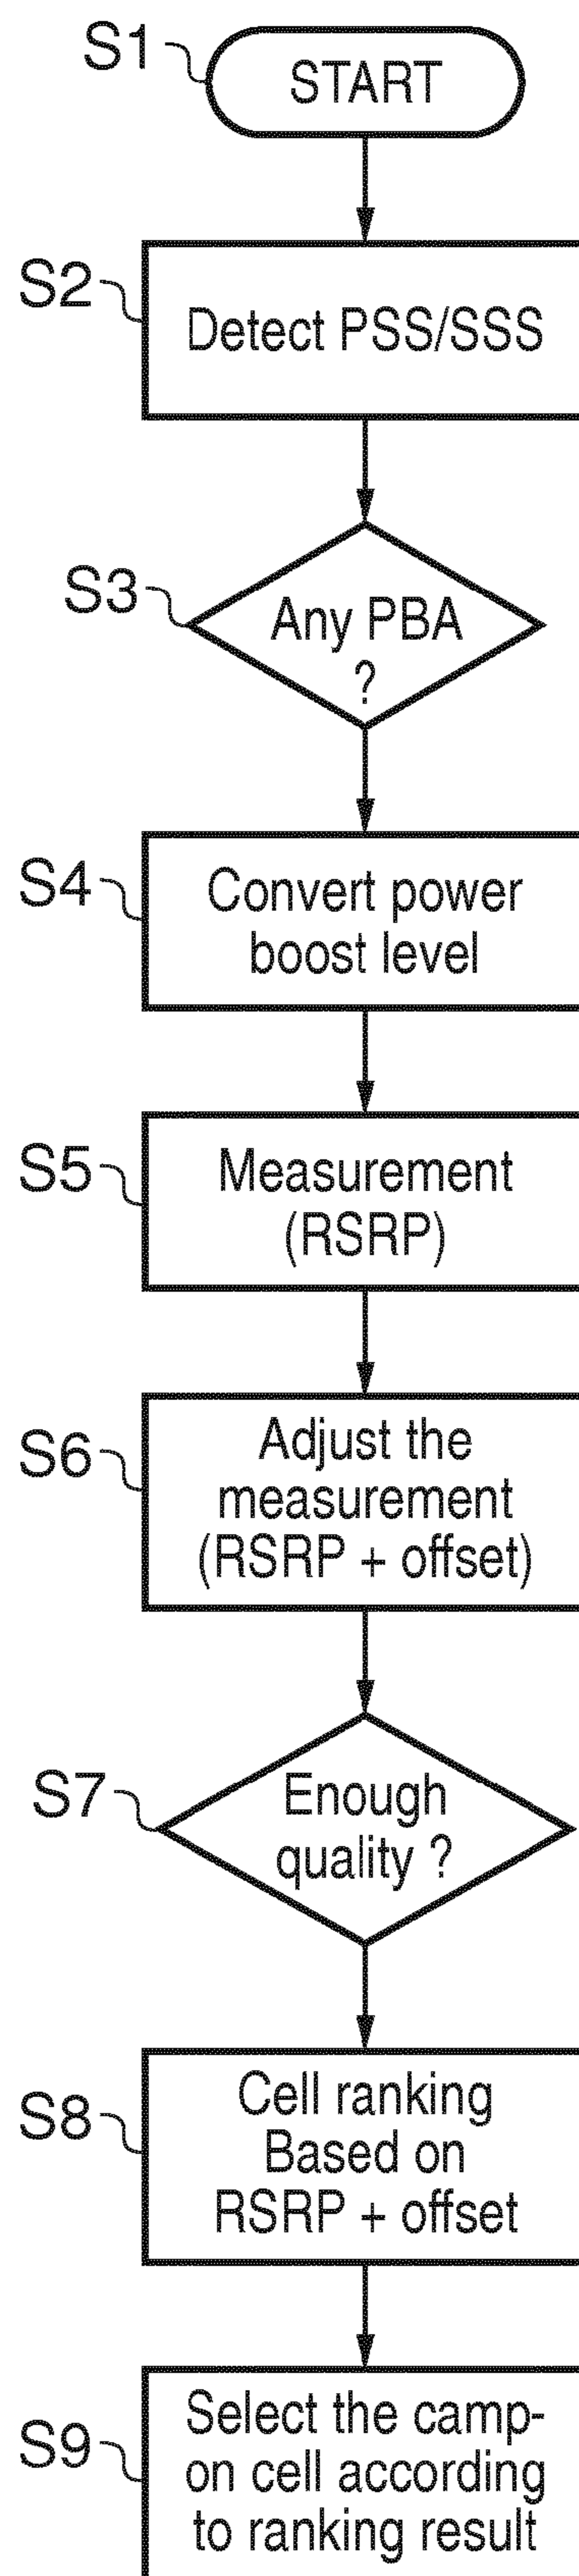 S1
START
S2
Detect PSS/SSS
S3
Any PBA
?
S4
Convert power
boost level
S5
Measurement
(RSRP)
S6
Adjust the
measurement
(RSRP + offset)
S7
Enough
quality ?
S8
Cell ranking
Based on
RSRP + offset
S9
Select the camp-
on cell according
to ranking result